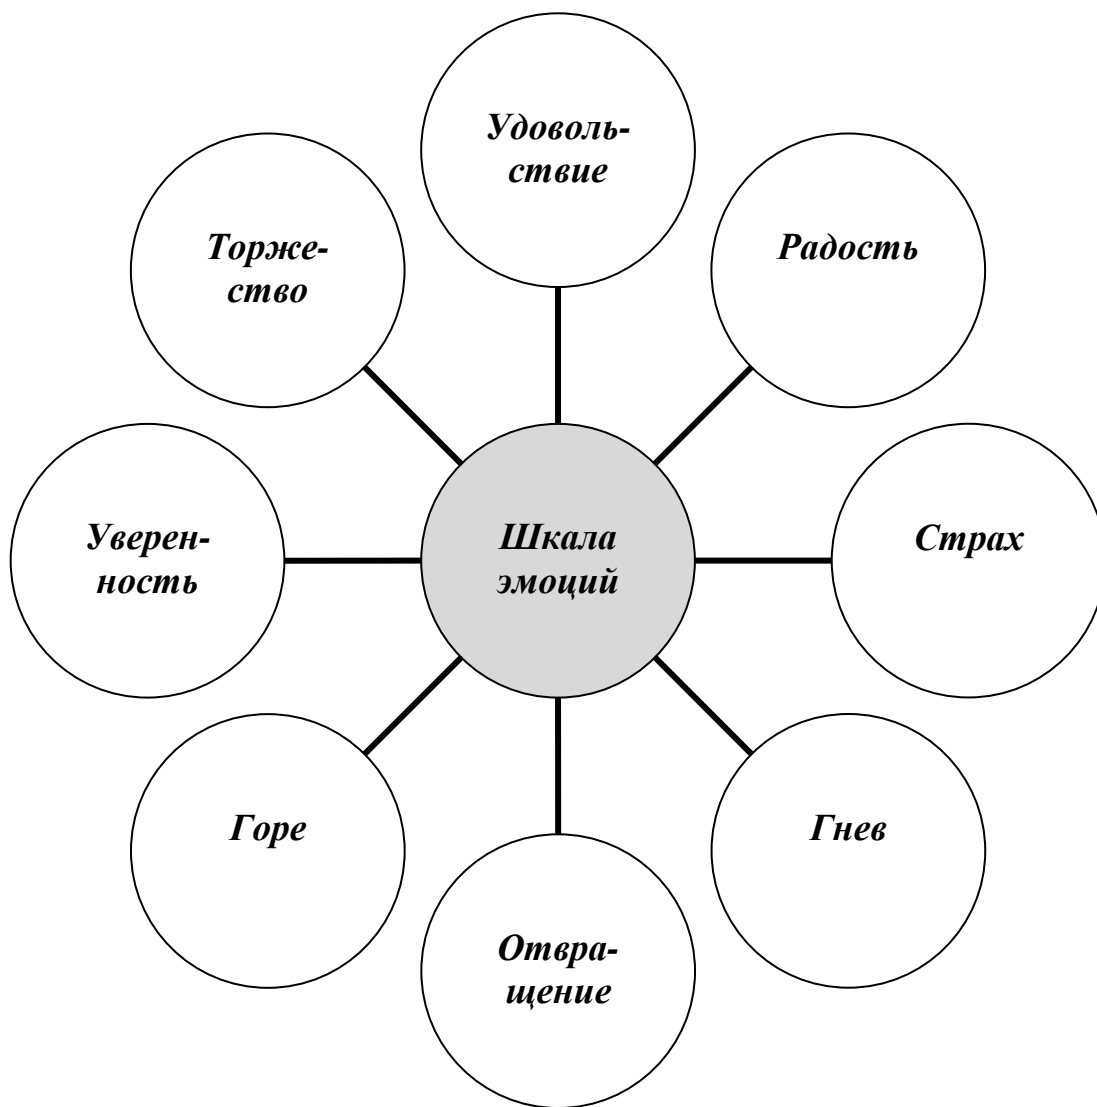 Удоволь-
ствие
Торже-
ство
Радость
Уверен-
ность
Шкала
эмоций
Страх
Горе
Гнев
Отвра-
щение